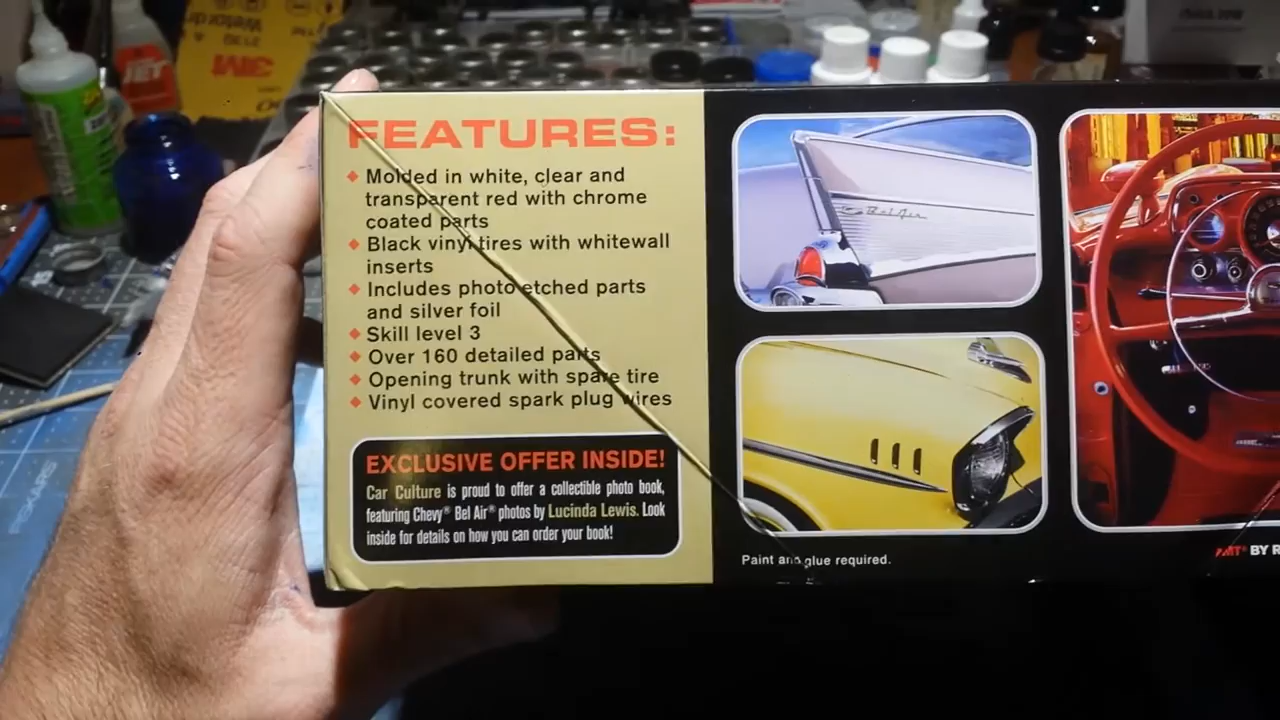 3M
JET
FISKARS
FEATURES:
Molded in white, clear and
transparent red with chrome
coated parts
Black vinyl tires with whitewall
inserts
Includes photo etched parts
and silver foil
Skill level 3
Over 160 detailed parts
Opening trunk with spare tire
Vinyl covered spark plug wires
EXCLUSIVE OFFER INSIDE!
Car Culture is proud to offer a collectible photo book,
featuring Chevy® Bel Air® photos by Lucinda Lewis. Look
inside for details on how you can order your book!
Bel Air
Paint and glue required.
AMT® BY R